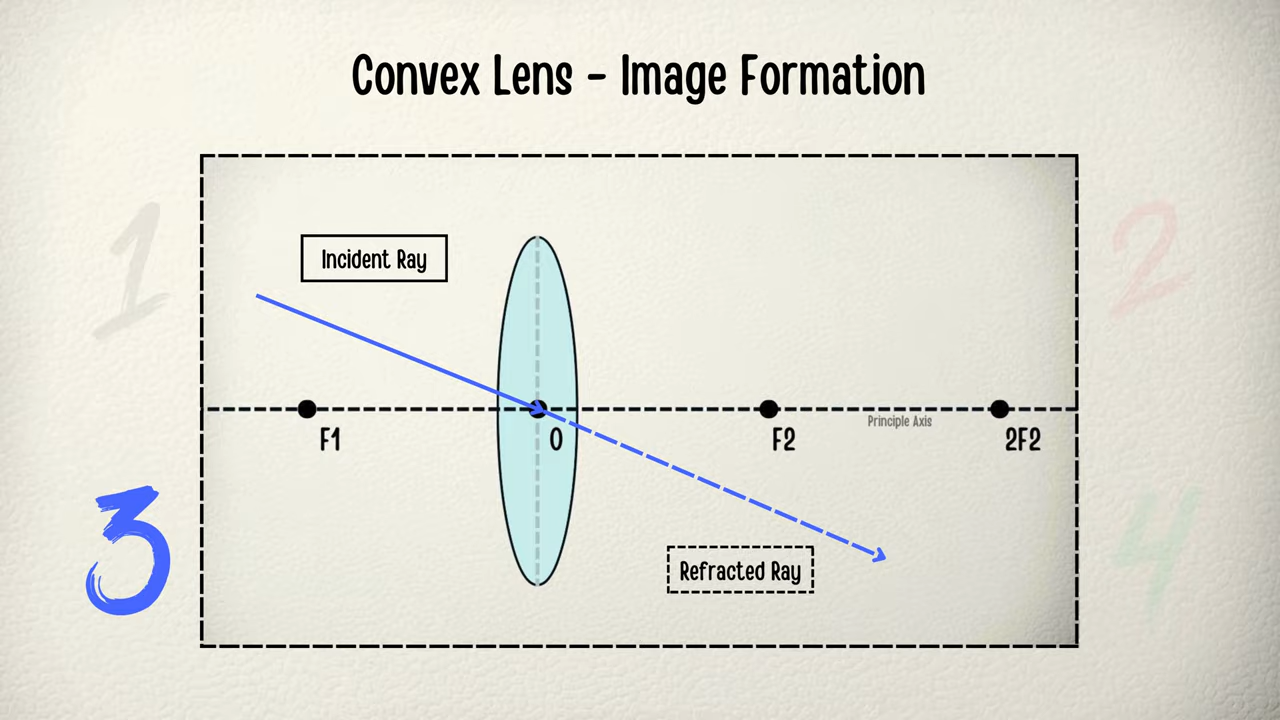 Convex Lens - Image Formation
1
2
Incident Ray
Principle Axis
F1
O
F2
2F2
3
4
Refracted Ray